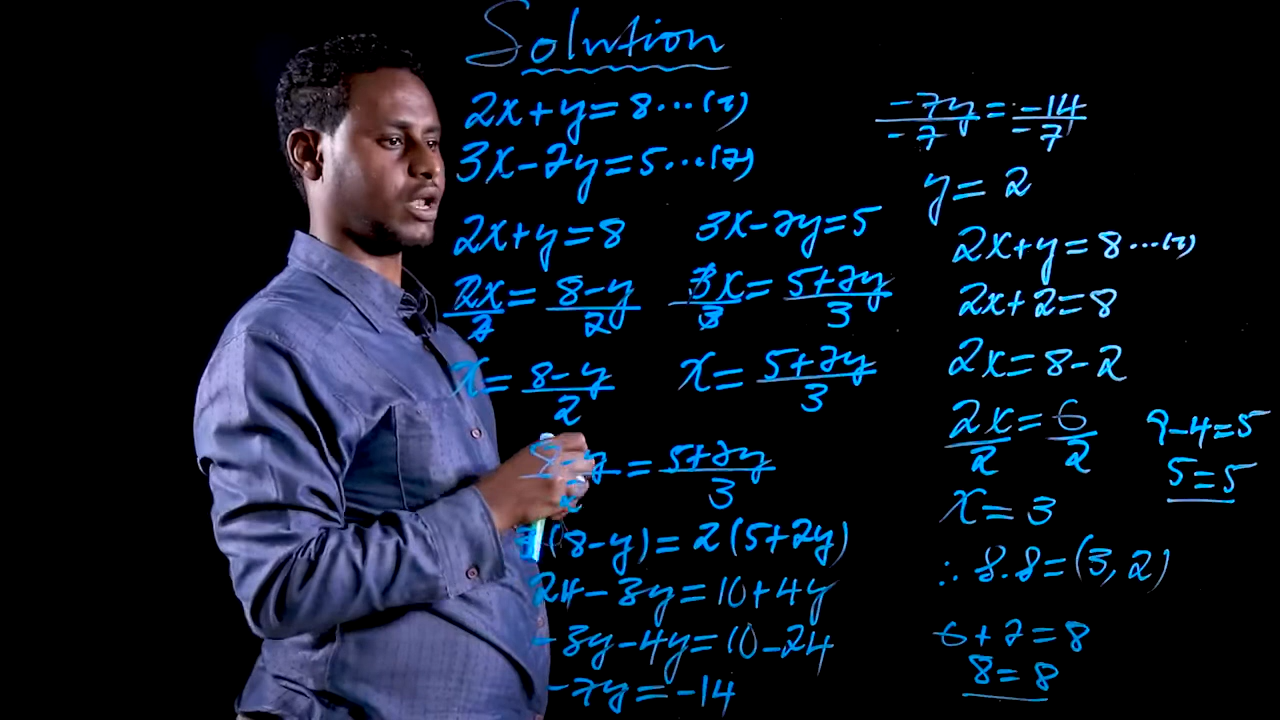 Solution
2x+y=8...(1)
3x-2y=5...(2)
2x+y=8
2x/2=8-y/2
x=8-y/2
3x-2y=5
3x/3=5+2y/3
x=5+2y/3
8-y/2=5+2y/3
3(8-y)=2(5+2y)
24-3y=10+4y
-3y-4y=10-24
-7y=-14
-7y/-7=-14/-7
y=2
2x+y=8...(1)
2x+2=8
2x=8-2
2x/2=6/2
x=3
∴ S.S=(3,2)
6+2=8
8=8
9-4=5
5=5